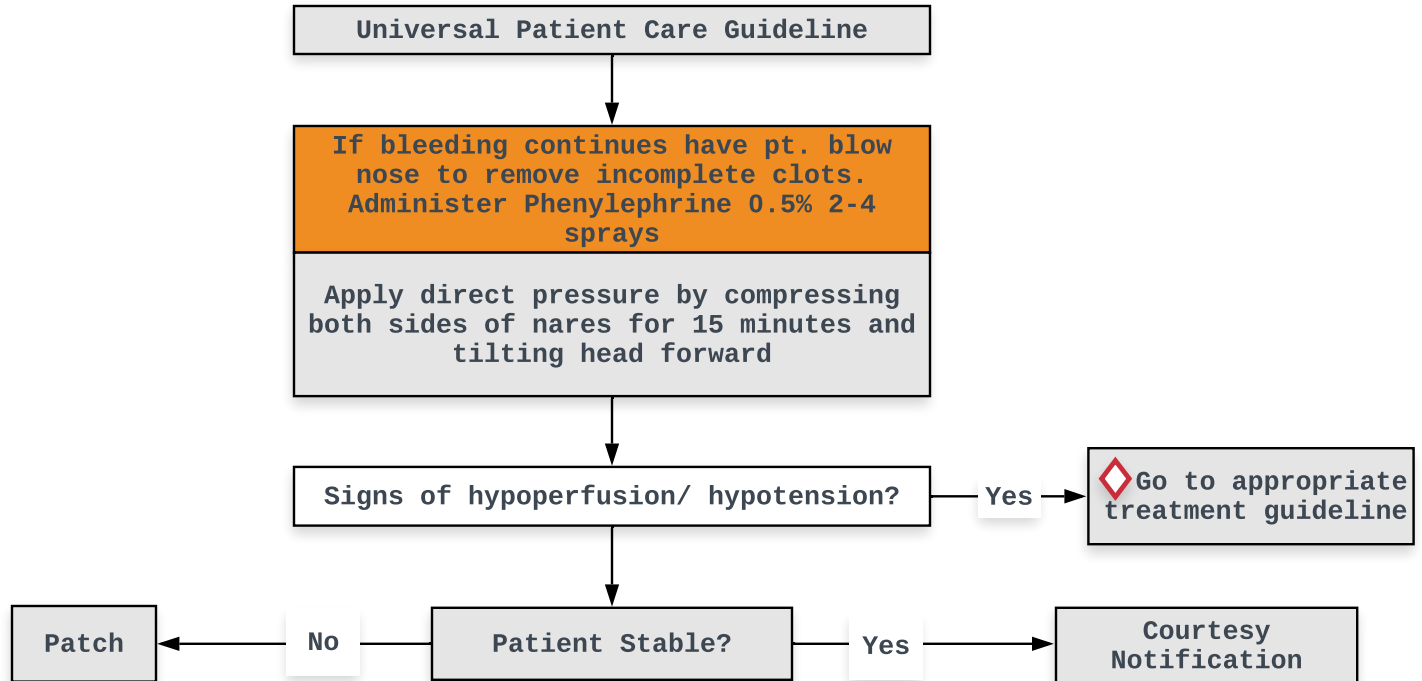 Universal Patient Care Guideline
If bleeding continues have pt. blow
nose to remove incomplete clots.
Administer Phenylephrine 0.5% 2-4
sprays
Apply direct pressure by compressing
both sides of nares for 15 minutes and
tilting head forward
Signs of hypoperfusion/ hypotension?
Yes
Go to appropriate
treatment guideline
Patch
No
Patient Stable?
Yes
Courtesy
Notification